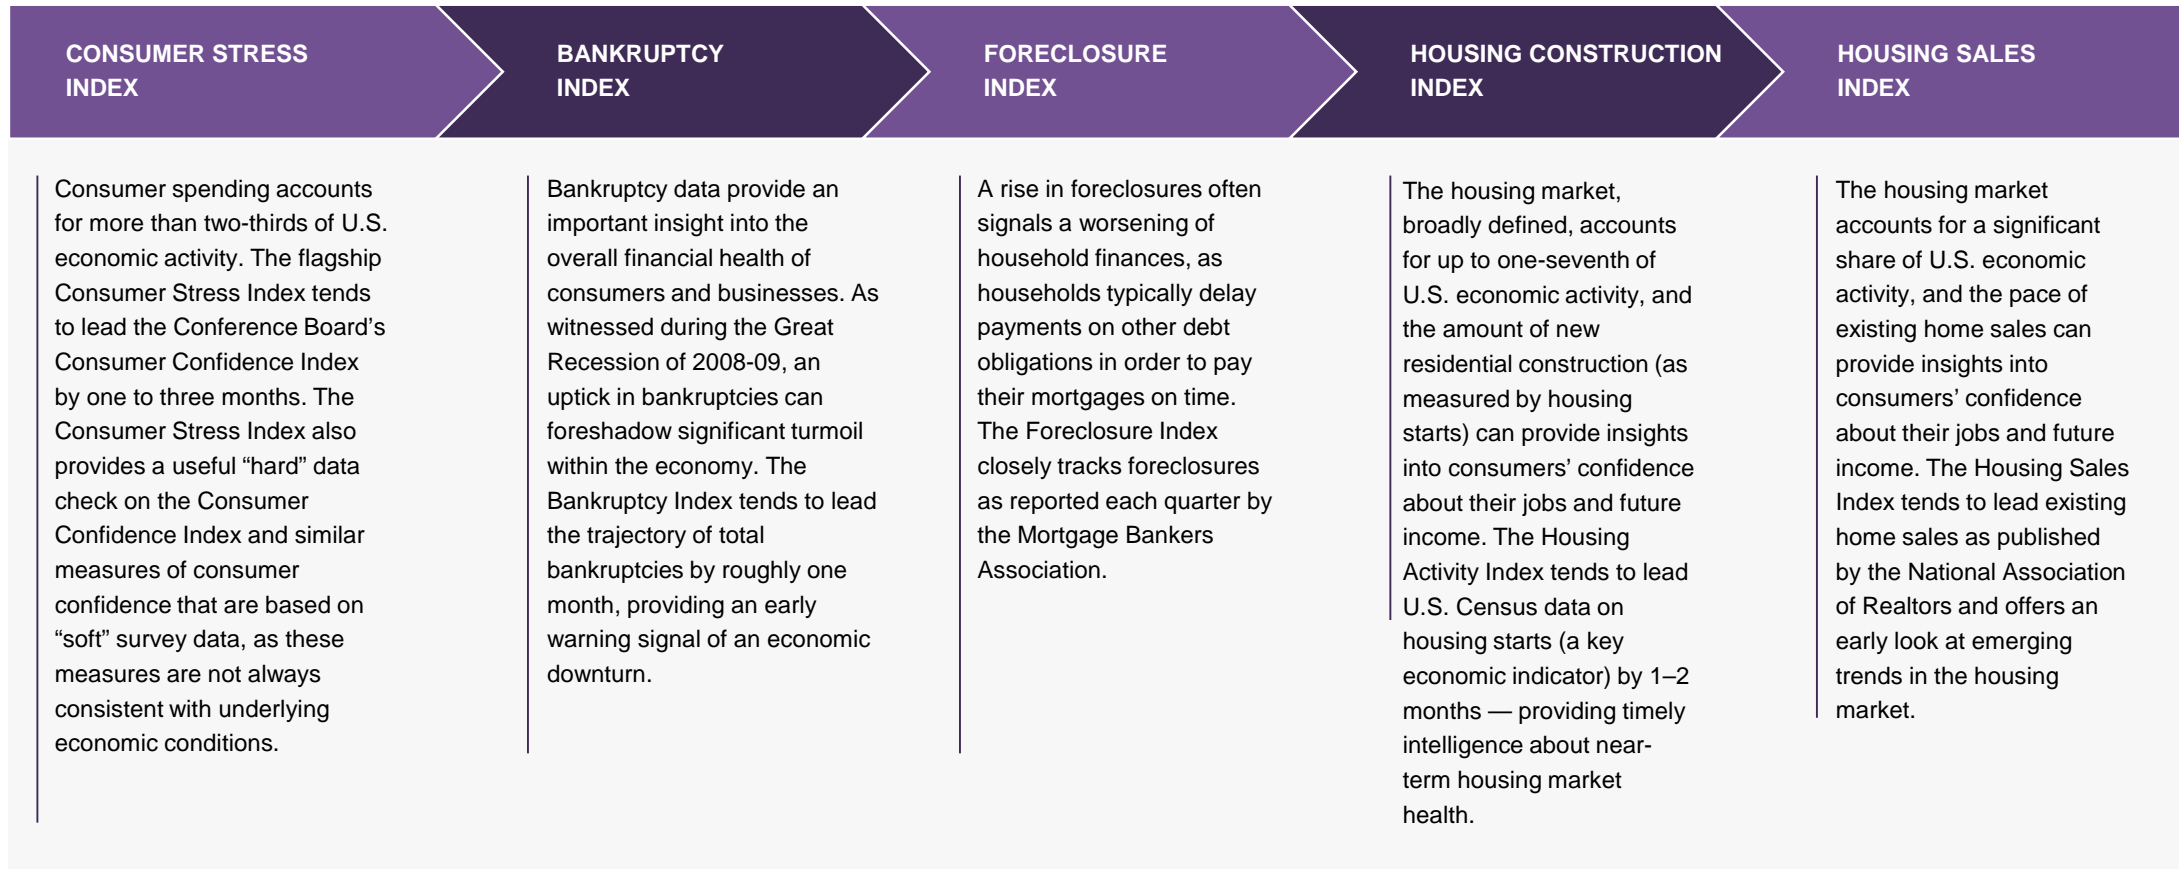 CONSUMER STRESS
INDEX
Consumer spending accounts
for more than two-thirds of U.S.
economic activity. The flagship
Consumer Stress Index tends
to lead the Conference Board’s
Consumer Confidence Index
by one to three months. The
Consumer Stress Index also
provides a useful “hard” data
check on the Consumer
Confidence Index and similar
measures of consumer
confidence that are based on
“soft” survey data, as these
measures are not always
consistent with underlying
economic conditions.
BANKRUPTCY
INDEX
Bankruptcy data provide an
important insight into the
overall financial health of
consumers and businesses. As
witnessed during the Great
Recession of 2008-09, an
uptick in bankruptcies can
foreshadow significant turmoil
within the economy. The
Bankruptcy Index tends to lead
the trajectory of total
bankruptcies by roughly one
month, providing an early
warning signal of an economic
downturn.
FORECLOSURE
INDEX
A rise in foreclosures often
signals a worsening of
household finances, as
households typically delay
payments on other debt
obligations in order to pay
their mortgages on time.
The Foreclosure Index
closely tracks foreclosures
as reported each quarter by
the Mortgage Bankers
Association.
HOUSING CONSTRUCTION
INDEX
The housing market,
broadly defined, accounts
for up to one-seventh of
U.S. economic activity, and
the amount of new
residential construction (as
measured by housing
starts) can provide insights
into consumers’ confidence
about their jobs and future
income. The Housing
Activity Index tends to lead
U.S. Census data on
housing starts (a key
economic indicator) by 1–2
months — providing timely
intelligence about near-
term housing market
health.
HOUSING SALES
INDEX
The housing market
accounts for a significant
share of U.S. economic
activity, and the pace of
existing home sales can
provide insights into
consumers’ confidence
about their jobs and future
income. The Housing Sales
Index tends to lead existing
home sales as published
by the National Association
of Realtors and offers an
early look at emerging
trends in the housing
market.